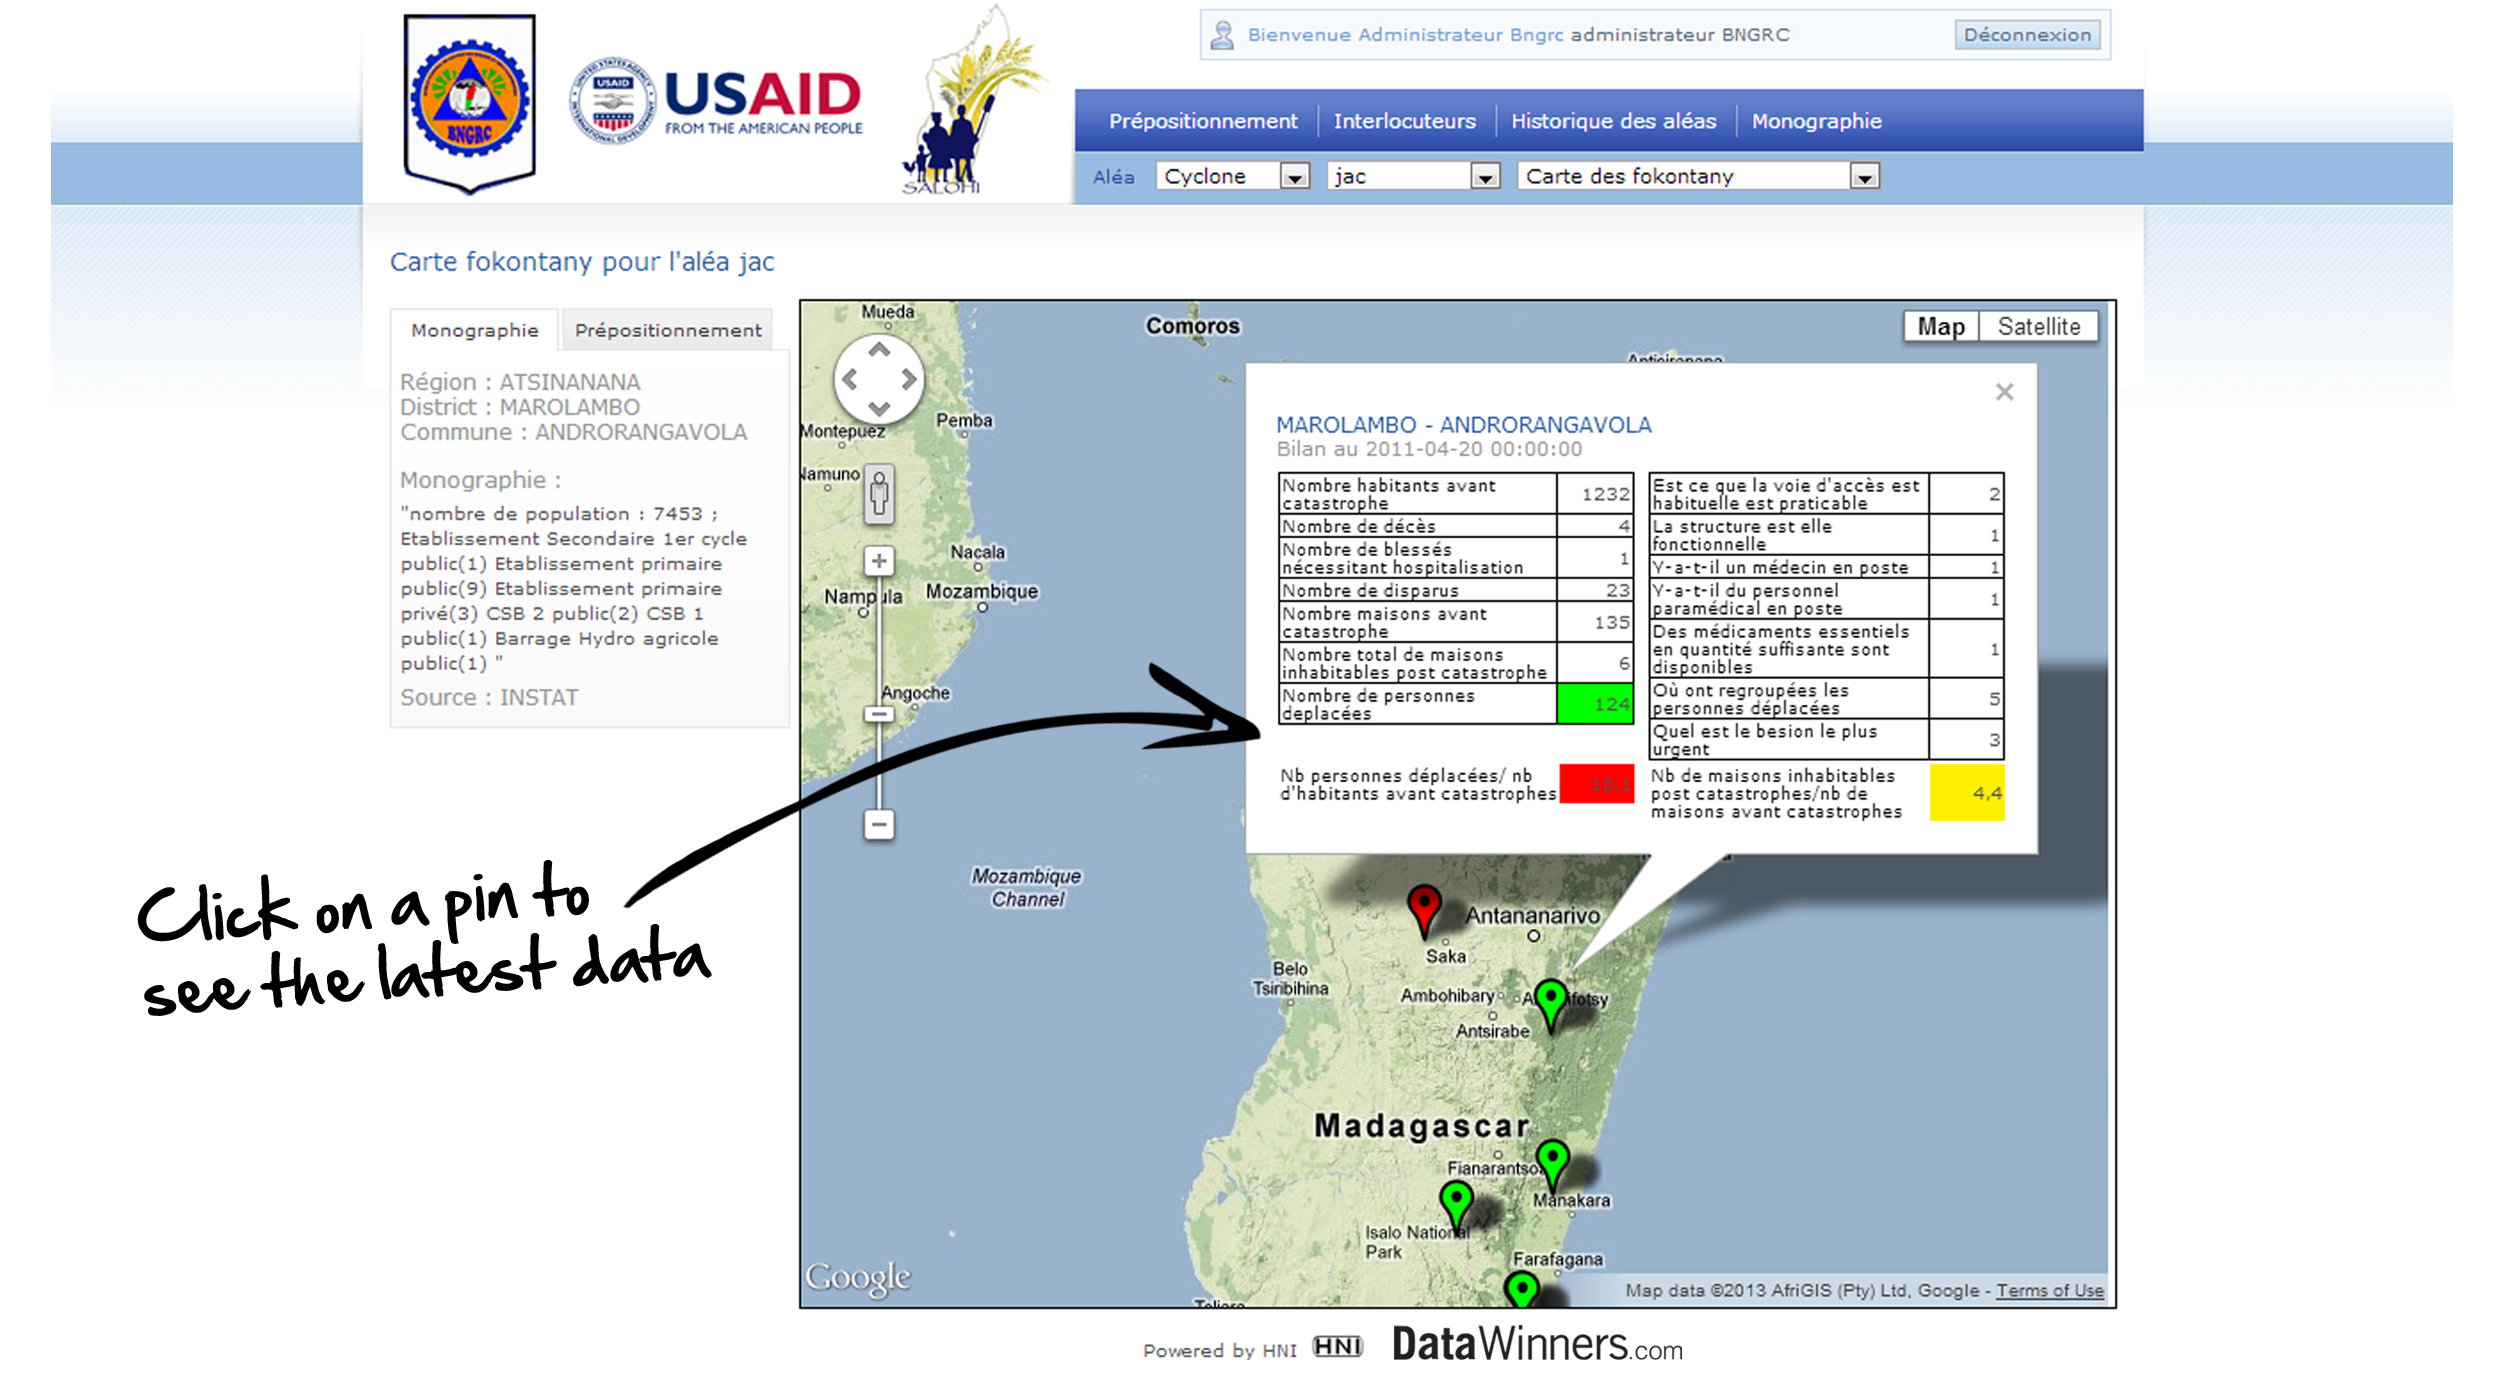 BNGRC
UNITED STATES AGENCY
USAID
INTERNATIONAL DEVELOPMENT
USAID
FROM THE AMERICAN PEOPLE
SALOHI
Bienvenue Administrateur Bngrc administrateur BNGRC
Déconnexion
Prépositionnement
Interlocuteurs
Historique des aléas
Monographie
Aléa
Cyclone
jac
Carte des fokontany
Carte fokontany pour l'aléa jac
Monographie
Prépositionnement
Région : ATSINANANA
District : MAROLAMBO
Commune : ANDRORANGAVOLA
Monographie :
"nombre de population : 7453 ;
Etablissement Secondaire 1er cycle
public(1) Etablissement primaire
public(9) Etablissement primaire
privé(3) CSB 2 public(2) CSB 1
public(1) Barrage Hydro agricole
public(1) "
Source : INSTAT
Click on a pin to
see the latest data
Mueda
Comoros
Map
Satellite
Antsiranana
Montepuez
Pemba
Namuno
Nacala
Nampula
Mozambique
Angoche
MAROLAMBO - ANDRORANGAVOLA
Bilan au 2011-04-20 00:00:00
Nombre habitants avant
catastrophe
1232
Nombre de décès
4
Nombre de blessés
nécessitant hospitalisation
1
Nombre de disparus
23
Nombre maisons avant
catastrophe
135
Nombre total de maisons
inhabitables post catastrophe
6
Nombre de personnes
deplacées
124
Est ce que la voie d'accès est
habituelle est praticable
2
La structure est elle
fonctionnelle
1
Y-a-t-il un médecin en poste
1
Y-a-t-il du personnel
paramédical en poste
1
Des médicaments essentiels
en quantité suffisante sont
disponibles
1
Où ont regroupées les
personnes déplacées
5
Quel est le besion le plus
urgent
3
Nb personnes déplacées/ nb
d'habitants avant catastrophes
10,1
Nb de maisons inhabitables
post catastrophes/nb de
maisons avant catastrophes
4,4
Mozambique
Channel
Antananarivo
Saka
Belo
Tsiribihina
Ambohibary
Antsirabe
Madagascar
Manakara
Isalo National
Park
Farafagana
Toliara
Google
Map data ©2013 AfriGIS (Pty) Ltd, Google - Terms of Use
Powered by HNI
HNI
DataWinners.com